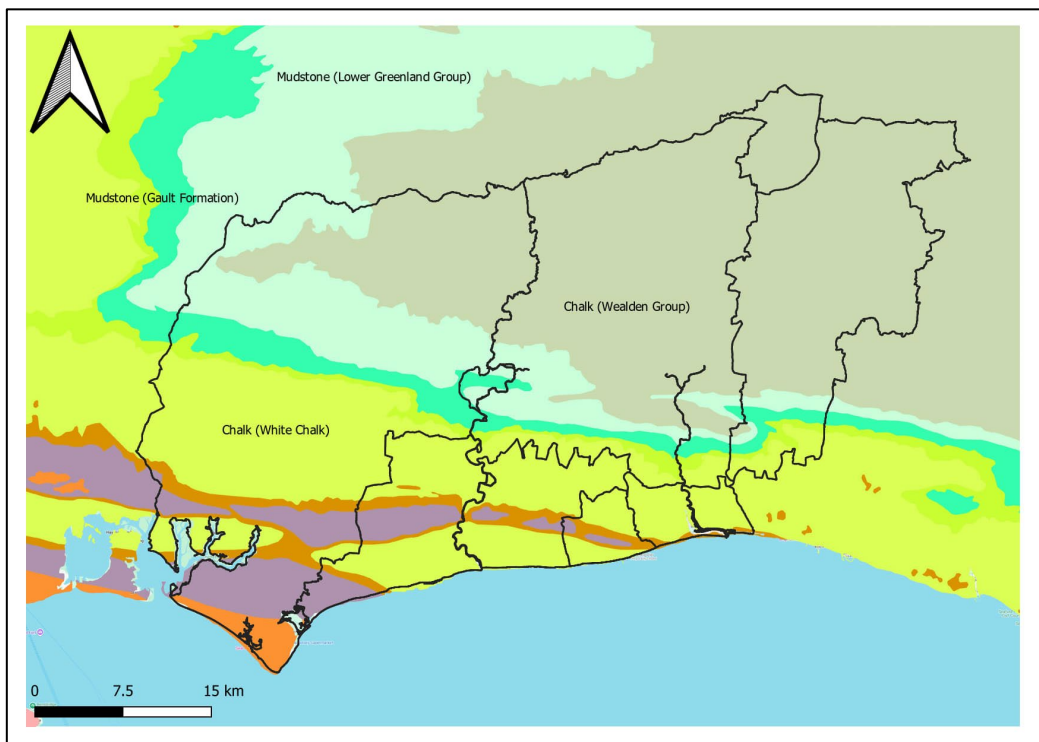 Mudstone (Lower Greenland Group)
Mudstone (Gault Formation)
Chalk (Wealden Group)
Chalk (White Chalk)
0 7.5 15 km